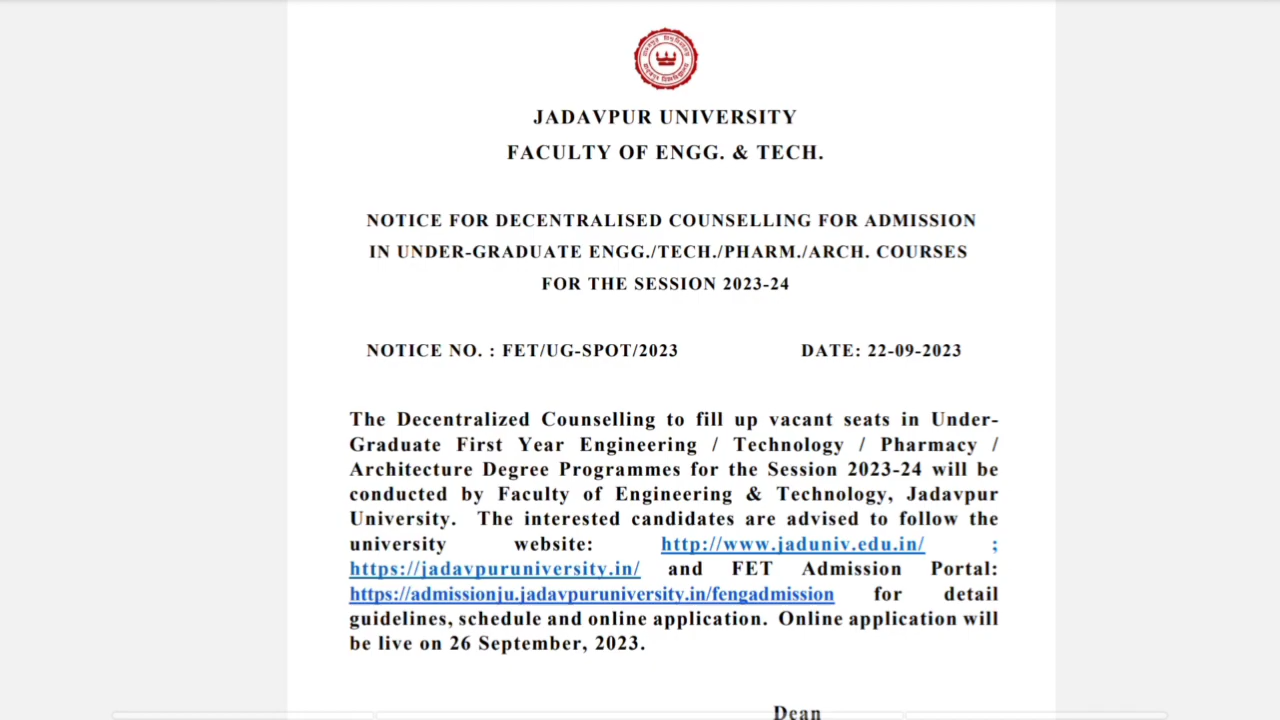 JADAVPUR UNIVERSITY
FACULTY OF ENGG. & TECH.
NOTICE FOR DECENTRALISED COUNSELLING FOR ADMISSION
IN UNDER-GRADUATE ENGG./TECH./PHARM./ARCH. COURSES
FOR THE SESSION 2023-24
NOTICE NO. : FET/UG-SPOT/2023 DATE: 22-09-2023
The Decentralized Counselling to fill up vacant seats in Under-
Graduate First Year Engineering / Technology / Pharmacy /
Architecture Degree Programmes for the Session 2023-24 will be
conducted by Faculty of Engineering & Technology, Jadavpur
University. The interested candidates are advised to follow the
university website: http://www.jaduniv.edu.in/ ;
https://jadavpuruniversity.in/ and FET Admission Portal:
https://admissionju.jadavpuruniversity.in/fengadmission for detail
guidelines, schedule and online application. Online application will
be live on 26 September, 2023.
Dean